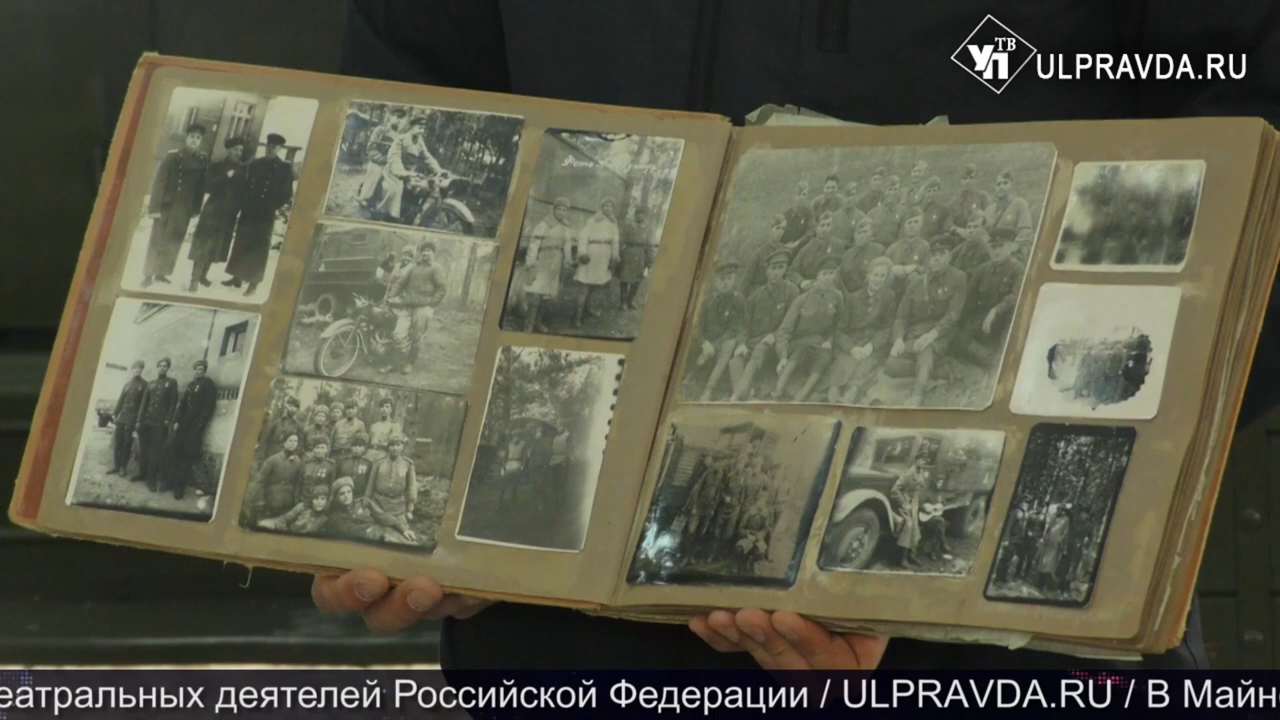 УП ТВ
ULPRAVDA.RU
еатральных деятелей Российской Федерации / ULPRAVDA.RU / В Майн